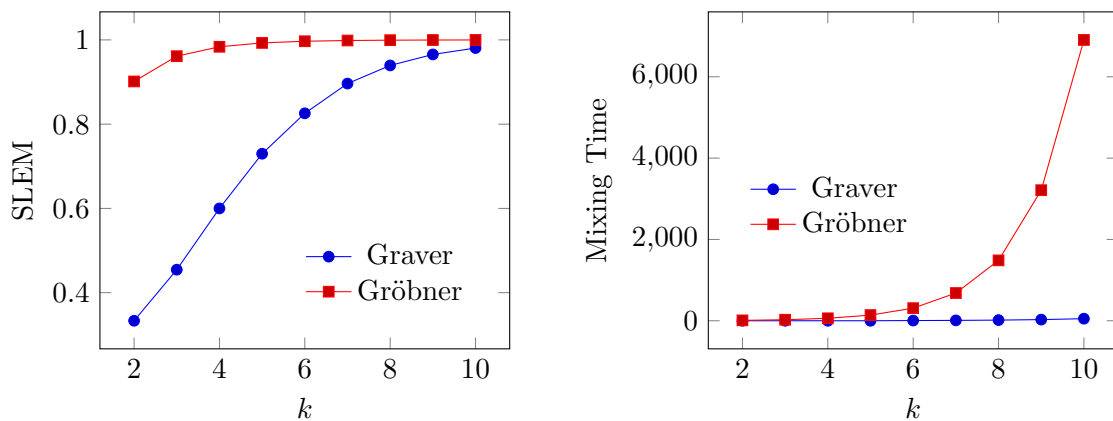 1
0.8
0.6
0.4
SLEM
Graver
Gröbner
2 4 6 8 10
k
6,000
4,000
2,000
0
Mixing Time
Graver
Gröbner
2 4 6 8 10
k